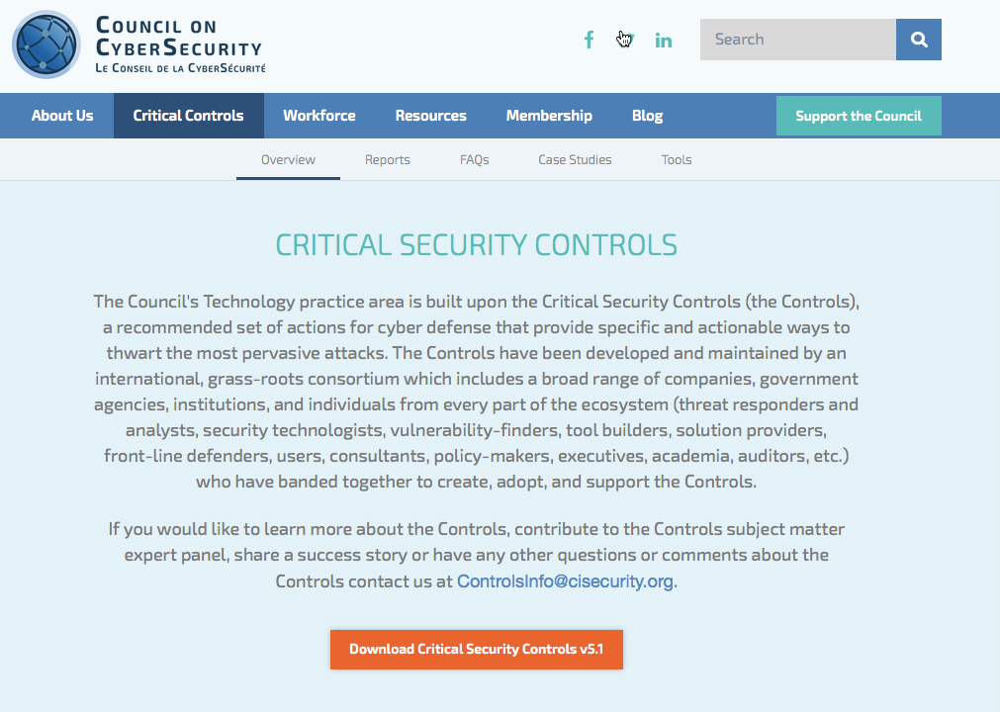 COUNCIL ON
CYBERSECURITY
LE CONSEIL DE LA CYBERSÉCURITÉ
f in Search
About Us Critical Controls Workforce Resources Membership Blog Support the Council
Overview Reports FAQs Case Studies Tools
CRITICAL SECURITY CONTROLS
The Council's Technology practice area is built upon the Critical Security Controls (the Controls),
a recommended set of actions for cyber defense that provide specific and actionable ways to
thwart the most pervasive attacks. The Controls have been developed and maintained by an
international, grass-roots consortium which includes a broad range of companies, government
agencies, institutions, and individuals from every part of the ecosystem (threat responders and
analysts, security technologists, vulnerability-finders, tool builders, solution providers,
front-line defenders, users, consultants, policy-makers, executives, academia, auditors, etc.)
who have banded together to create, adopt, and support the Controls.
If you would like to learn more about the Controls, contribute to the Controls subject matter
expert panel, share a success story or have any other questions or comments about the
Controls contact us at ControlsInfo@cisecurity.org.
Download Critical Security Controls v5.1